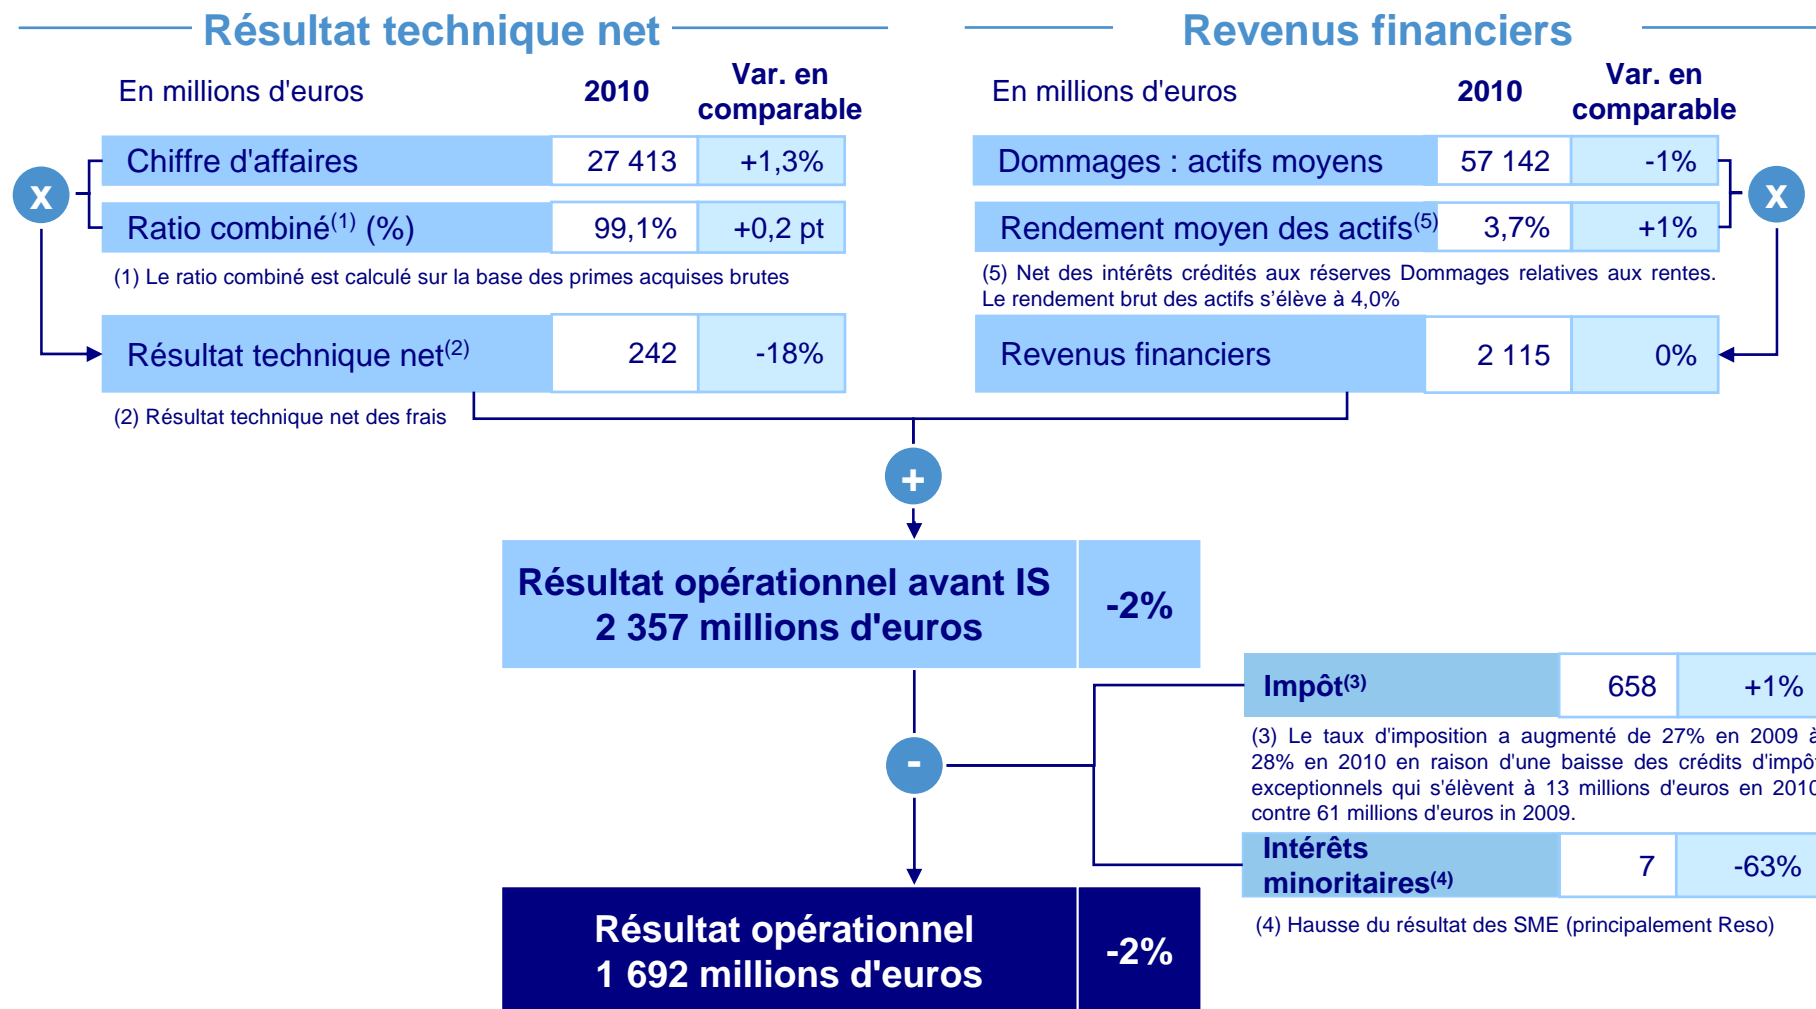 Résultat technique net
En millions d'euros 2010 Var. en
comparable
Chiffre d'affaires 27 413 +1,3%
x
Ratio combiné(1) (%) 99,1% +0,2 pt
(1) Le ratio combiné est calculé sur la base des primes acquises brutes
Résultat technique net(2) 242 -18%
(2) Résultat technique net des frais
Revenus financiers
En millions d'euros 2010 Var. en
comparable
Dommages : actifs moyens 57 142 -1%
x
Rendement moyen des actifs(5) 3,7% +1%
(5) Net des intérêts crédités aux réserves Dommages relatives aux rentes.
Le rendement brut des actifs s’élève à 4,0%
Revenus financiers 2 115 0%
+
Résultat opérationnel avant IS
2 357 millions d'euros
-2%
-
Impôt(3) 658 +1%
(3) Le taux d'imposition a augmenté de 27% en 2009 à
28% en 2010 en raison d'une baisse des crédits d'impôt
exceptionnels qui s'élèvent à 13 millions d'euros en 2010
contre 61 millions d'euros in 2009.
Intérêts
minoritaires(4) 7 -63%
(4) Hausse du résultat des SME (principalement Reso)
Résultat opérationnel
1 692 millions d'euros
-2%